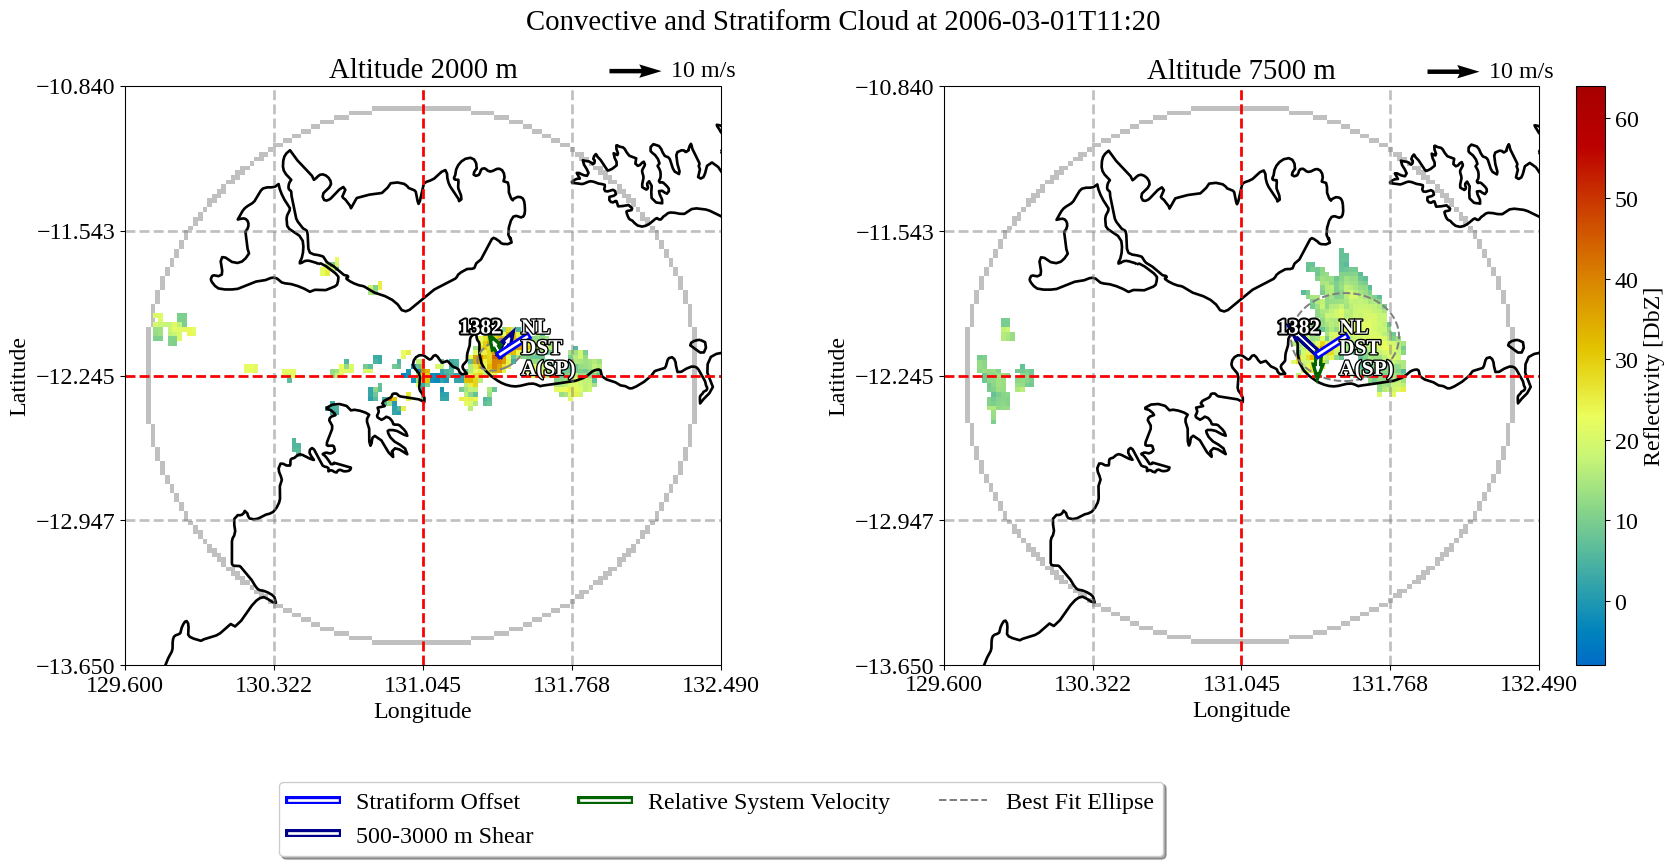 Convective and Stratiform Cloud at 2006-03-01T11:20
Altitude 2000 m
10 m/s
Latitude
−10.840
−11.543
−12.245
−12.947
−13.650
129.600
130.322
131.045
131.768
132.490
Longitude
1382
NL
DST
A(SP)
Altitude 7500 m
10 m/s
Latitude
−10.840
−11.543
−12.245
−12.947
−13.650
129.600
130.322
131.045
131.768
132.490
Longitude
1382
NL
DST
A(SP)
60
50
40
30
20
10
0
Reflectivity [DbZ]
Stratiform Offset
500-3000 m Shear
Relative System Velocity
Best Fit Ellipse